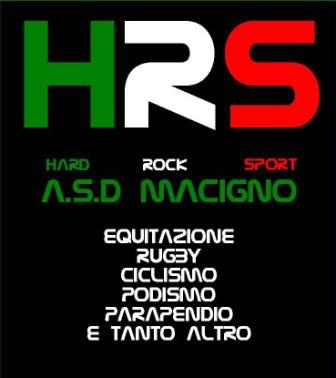 HRS
HARD ROCK SPORT
A.S.D MACIGNO
EQUITAZIONE
RUGBY
CICLISMO
PODISMO
PARAPENDIO
E TANTO ALTRO